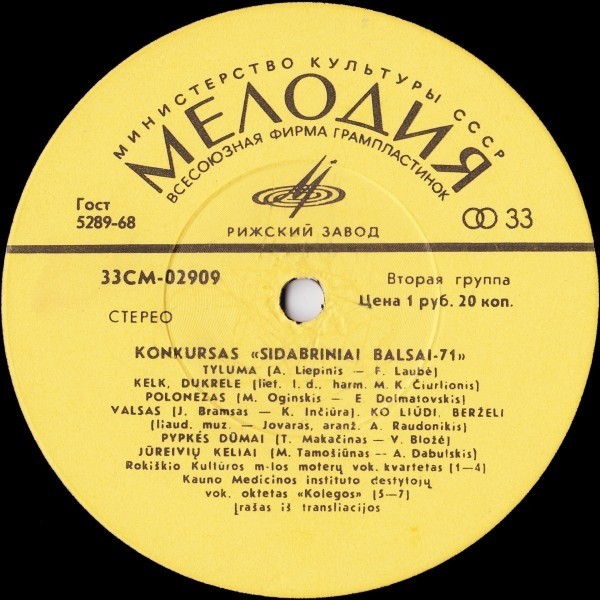 МИНИСТЕРСТВО КУЛЬТУРЫ СССР
МЕЛОДИЯ
ВСЕСОЮЗНАЯ ФИРМА ГРАМПЛАСТИНОК
Гост
5289-68
РИЖСКИЙ ЗАВОД
33
33СМ-02909
Вторая группа
Цена 1 руб. 20 коп.
СТЕРЕО
KONKURSAS «SIDABRINIAI BALSAI-71»
TYLUMA (A. Liepinis — F. Laubė)
KELK, DUKRELE (liet. l. d., harm. M. K. Čiurlionis)
POLONEZAS (M. Oginskis — E. Dolmatovskis)
VALSAS (J. Bramsas — K. Inčiūra). KO LIŪDI, BERŽELI
(liaud. muz. — Jovaras, aranž. A. Raudonikis)
PYPKĖS DŪMAI (T. Makačinas — V. Bložė)
JŪREIVIŲ KELIAI (M. Tamošiūnas — A. Dabulskis)
Rokiškio Kultūros m-los moterų vok. kvartetas (1—4)
Kauno Medicinos instituto dėstytojų
vok. oktetas «Kolegos» (5—7)
Įrašas iš transliacijos